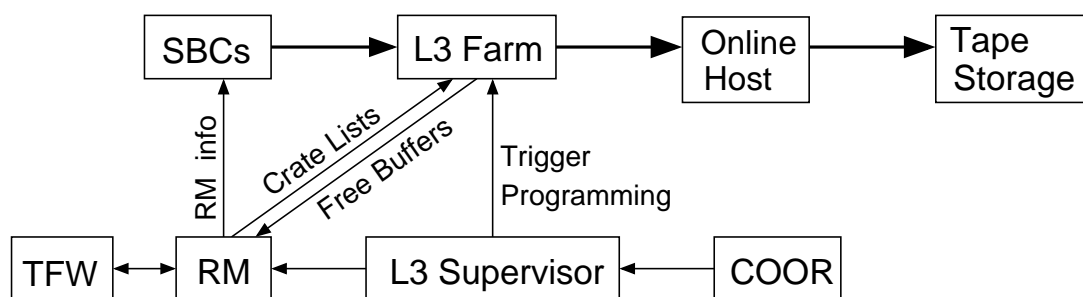 SBCs
L3 Farm
Online
Host
Tape
Storage
RM info
Crate Lists
Free Buffers
Trigger
Programming
TFW
RM
L3 Supervisor
COOR